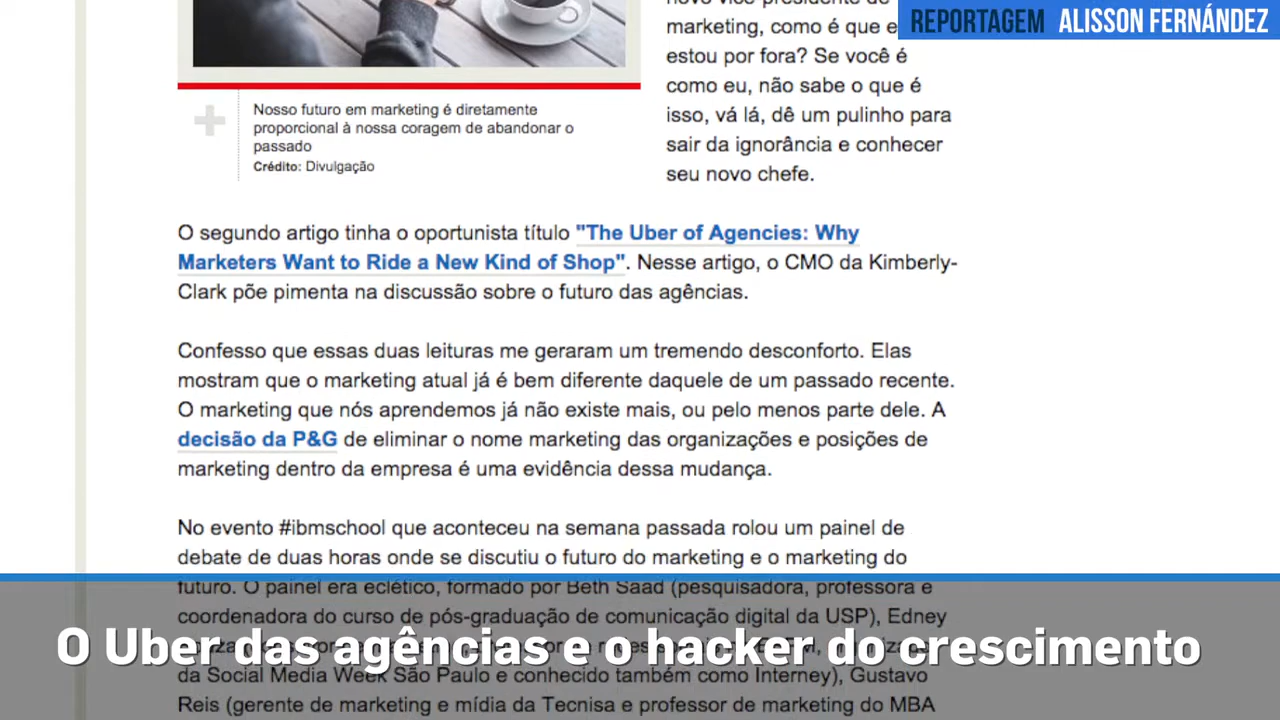 REPORTAGEM ALISSON FERNÁNDEZ
marketing, como é que e
estou por fora? Se você é
como eu, não sabe o que é
isso, vá lá, dê um pulinho para
sair da ignorância e conhecer
seu novo chefe.
Nosso futuro em marketing é diretamente
proporcional à nossa coragem de abandonar o
passado
Crédito: Divulgação
O segundo artigo tinha o oportunista título "The Uber of Agencies: Why
Marketers Want to Ride a New Kind of Shop". Nesse artigo, o CMO da Kimberly-
Clark põe pimenta na discussão sobre o futuro das agências.
Confesso que essas duas leituras me geraram um tremendo desconforto. Elas
mostram que o marketing atual já é bem diferente daquele de um passado recente.
O marketing que nós aprendemos já não existe mais, ou pelo menos parte dele. A
decisão da P&G de eliminar o nome marketing das organizações e posições de
marketing dentro da empresa é uma evidência dessa mudança.
No evento #ibmschool que aconteceu na semana passada rolou um painel de
debate de duas horas onde se discutiu o futuro do marketing e o marketing do
futuro. O painel era eclético, formado por Beth Saad (pesquisadora, professora e
coordenadora do curso de pós-graduação de comunicação digital da USP), Edney
O Uber das agências e o hacker do crescimento
da Social Media Week São Paulo e conhecido também como Interney), Gustavo
Reis (gerente de marketing e mídia da Tecnisa e professor de marketing do MBA